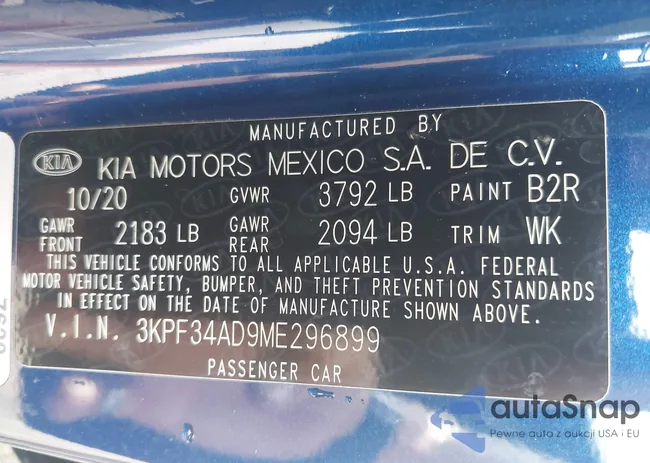 MANUFACTURED BY
KIA KIA MOTORS MEXICO S.A. DE C.V.
10/20 GVWR 3792 LB PAINT B2R
GAWR FRONT 2183 LB GAWR REAR 2094 LB TRIM WK
THIS VEHICLE CONFORMS TO ALL APPLICABLE U.S.A. FEDERAL
MOTOR VEHICLE SAFETY, BUMPER, AND THEFT PREVENTION STANDARDS
IN EFFECT ON THE DATE OF MANUFACTURE SHOWN ABOVE.
V.I.N. 3KPF34AD9ME296899
PASSENGER CAR
autaSnap
Pewne auto z aukcji USA i EU